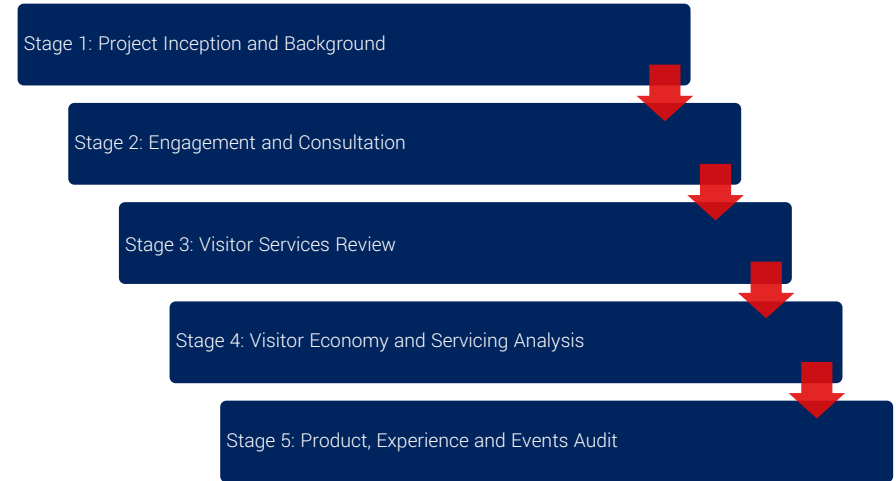 Stage 1: Project Inception and Background
Stage 2: Engagement and Consultation
Stage 3: Visitor Services Review
Stage 4: Visitor Economy and Servicing Analysis
Stage 5: Product, Experience and Events Audit